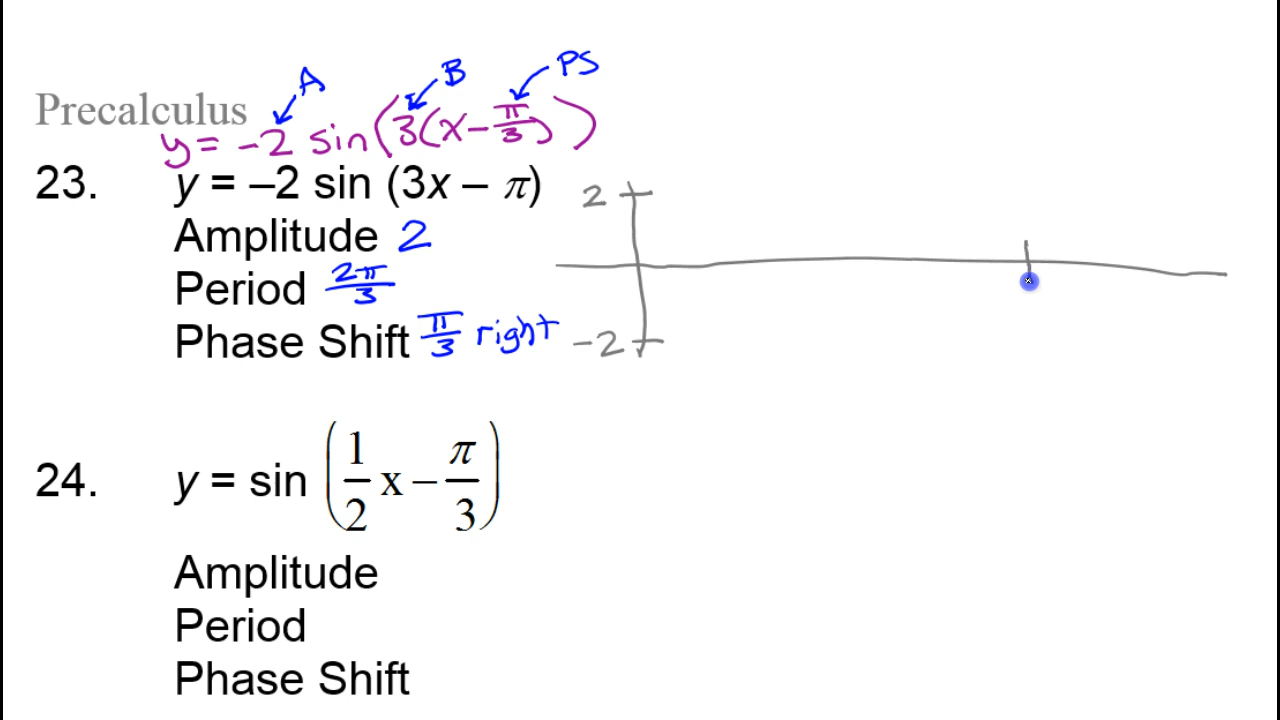 A B PS
Precalculus
y = -2 sin(3(x-π/3))
23. y = –2 sin (3x – π)
2
Amplitude 2
Period 2π/3
Phase Shift π/3 right
-2
24. y = sin (1/2 x – π/3)
Amplitude
Period
Phase Shift